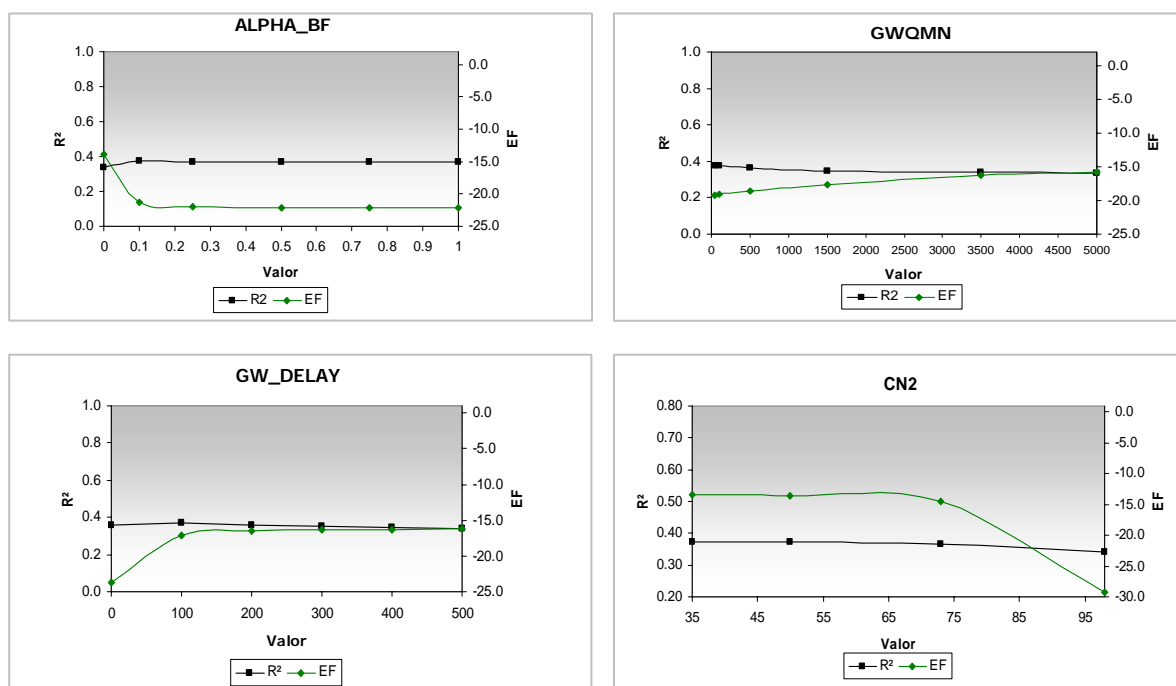 ALPHA_BF
1.0
0.8
0.6
0.4
0.2
0.0
R²
0.0
-5.0
-10.0
-15.0
-20.0
-25.0
EF
0 0.1 0.2 0.3 0.4 0.5 0.6 0.7 0.8 0.9 1
Valor
R2 EF
GWQMN
1.0
0.8
0.6
0.4
0.2
0.0
R²
0.0
-5.0
-10.0
-15.0
-20.0
-25.0
EF
0 500 1000 1500 2000 2500 3000 3500 4000 4500 5000
Valor
R2 EF
GW_DELAY
1.0
0.8
0.6
0.4
0.2
0.0
R²
0.0
-5.0
-10.0
-15.0
-20.0
-25.0
EF
0 100 200 300 400 500
Valor
R² EF
CN2
0.80
0.70
0.60
0.50
0.40
0.30
0.20
R²
0.0
-5.0
-10.0
-15.0
-20.0
-25.0
-30.0
EF
35 45 55 65 75 85 95
Valor
R² EF